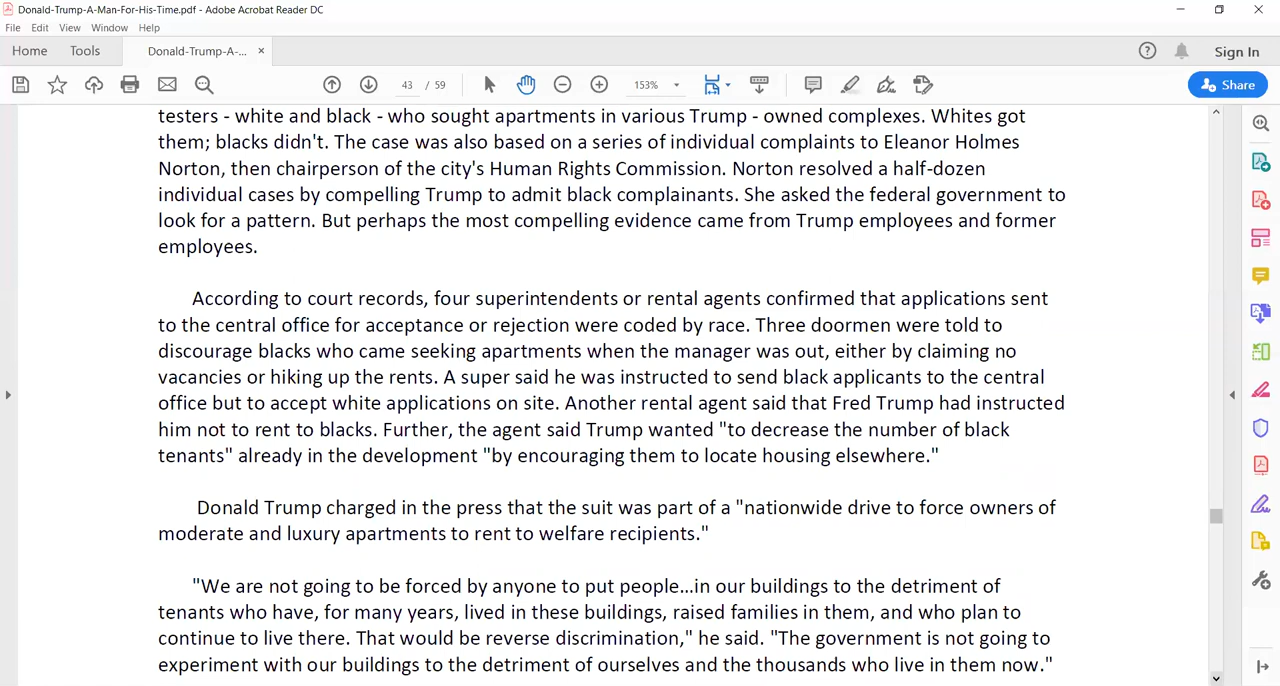 Donald-Trump-A-Man-For-His-Time.pdf - Adobe Acrobat Reader DC
File Edit View Window Help
Home Tools Donald-Trump-A-... × Sign In
43 / 59 153% Share
testers - white and black - who sought apartments in various Trump - owned complexes. Whites got
them; blacks didn't. The case was also based on a series of individual complaints to Eleanor Holmes
Norton, then chairperson of the city's Human Rights Commission. Norton resolved a half-dozen
individual cases by compelling Trump to admit black complainants. She asked the federal government to
look for a pattern. But perhaps the most compelling evidence came from Trump employees and former
employees.
According to court records, four superintendents or rental agents confirmed that applications sent
to the central office for acceptance or rejection were coded by race. Three doormen were told to
discourage blacks who came seeking apartments when the manager was out, either by claiming no
vacancies or hiking up the rents. A super said he was instructed to send black applicants to the central
office but to accept white applications on site. Another rental agent said that Fred Trump had instructed
him not to rent to blacks. Further, the agent said Trump wanted "to decrease the number of black
tenants" already in the development "by encouraging them to locate housing elsewhere."
Donald Trump charged in the press that the suit was part of a "nationwide drive to force owners of
moderate and luxury apartments to rent to welfare recipients."
"We are not going to be forced by anyone to put people...in our buildings to the detriment of
tenants who have, for many years, lived in these buildings, raised families in them, and who plan to
continue to live there. That would be reverse discrimination," he said. "The government is not going to
experiment with our buildings to the detriment of ourselves and the thousands who live in them now."